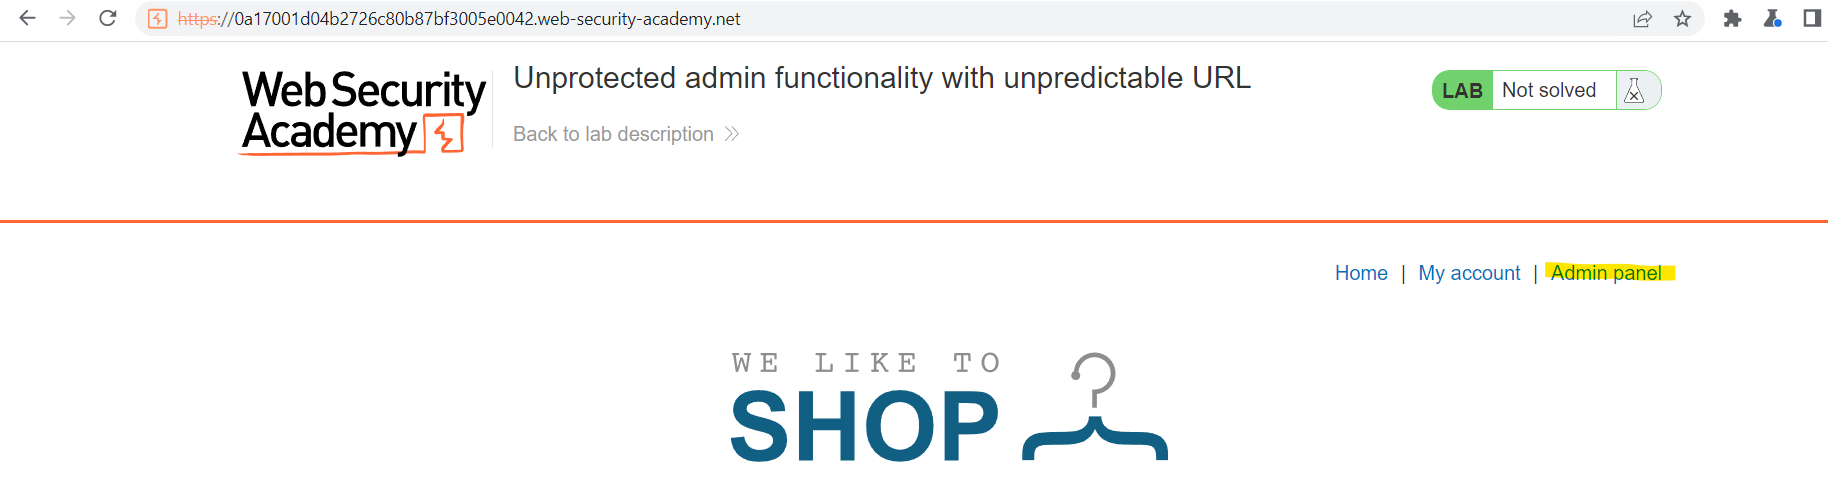 https://0a17001d04b2726c80b87bf3005e0042.web-security-academy.net
Web Security
Academy
Unprotected admin functionality with unpredictable URL
Back to lab description
LAB Not solved
Home | My account | Admin panel
WE LIKE TO
SHOP